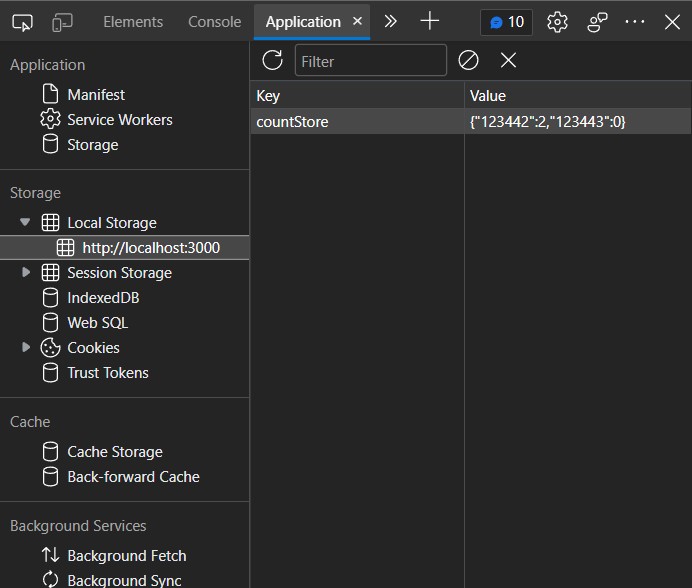 Elements Console Application 10
Application
Manifest
Service Workers
Storage
Storage
Local Storage
http://localhost:3000
Session Storage
IndexedDB
Web SQL
Cookies
Trust Tokens
Cache
Cache Storage
Back-forward Cache
Background Services
Background Fetch
Background Sync
Filter
Key Value
countStore {"123442":2,"123443":0}